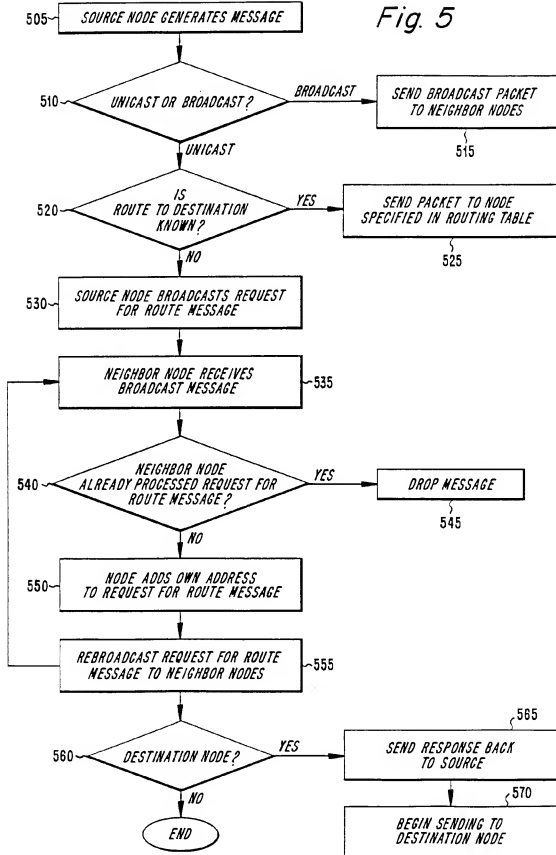 Fig. 5
505
SOURCE NODE GENERATES MESSAGE
510
UNICAST OR BROADCAST?
BROADCAST
SEND BROADCAST PACKET
TO NEIGHBOR NODES
515
UNICAST
520
IS
ROUTE TO DESTINATION
KNOWN?
YES
SEND PACKET TO NODE
SPECIFIED IN ROUTING TABLE
525
NO
530
SOURCE NODE BROADCASTS REQUEST
FOR ROUTE MESSAGE
NEIGHBOR NODE RECEIVES
BROADCAST MESSAGE
535
540
NEIGHBOR NODE
ALREADY PROCESSED REQUEST FOR
ROUTE MESSAGE?
YES
DROP MESSAGE
545
NO
550
NODE ADDS OWN ADDRESS
TO REQUEST FOR ROUTE MESSAGE
REBROADCAST REQUEST FOR ROUTE
MESSAGE TO NEIGHBOR NODES
555
560
DESTINATION NODE?
YES
565
SEND RESPONSE BACK
TO SOURCE
NO
END
570
BEGIN SENDING TO
DESTINATION NODE